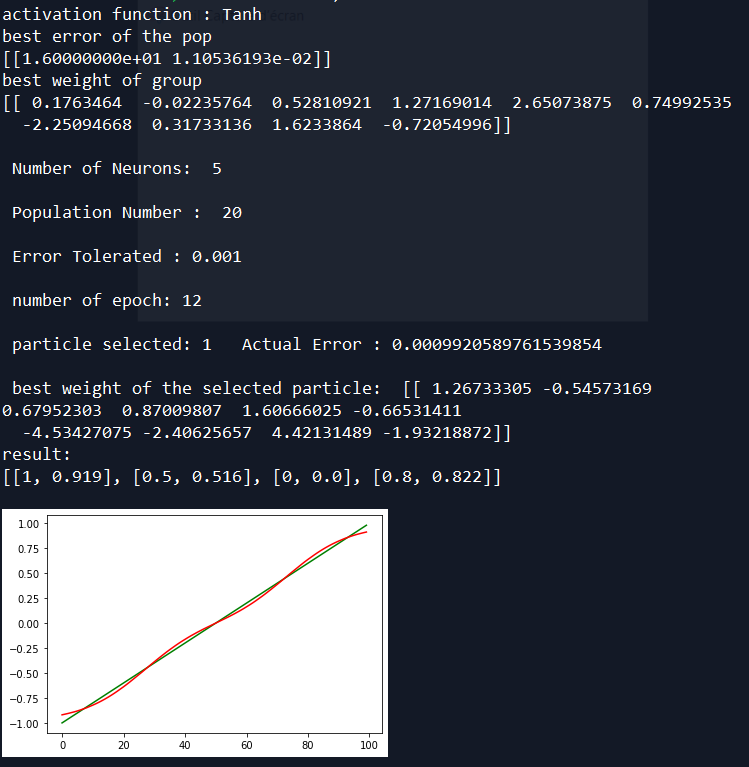 activation function : Tanh
best error of the pop
[[1.60000000e+01 1.10536193e-02]]
best weight of group
[[ 0.1763464  -0.02235764  0.52810921  1.27169014  2.65073875  0.74992535
  -2.25094668  0.31733136  1.6233864  -0.72054996]]
Number of Neurons:  5
Population Number :  20
Error Tolerated : 0.001
number of epoch: 12
particle selected: 1   Actual Error : 0.0009920589761539854
best weight of the selected particle:  [[ 1.26733305 -0.54573169
0.67952303  0.87009807  1.60666025 -0.66531411
  -4.53427075 -2.40625657  4.42131489 -1.93218872]]
result:
[[1, 0.919], [0.5, 0.516], [0, 0.0], [0.8, 0.822]]
1.00
0.75
0.50
0.25
0.00
−0.25
−0.50
−0.75
−1.00
0 20 40 60 80 100